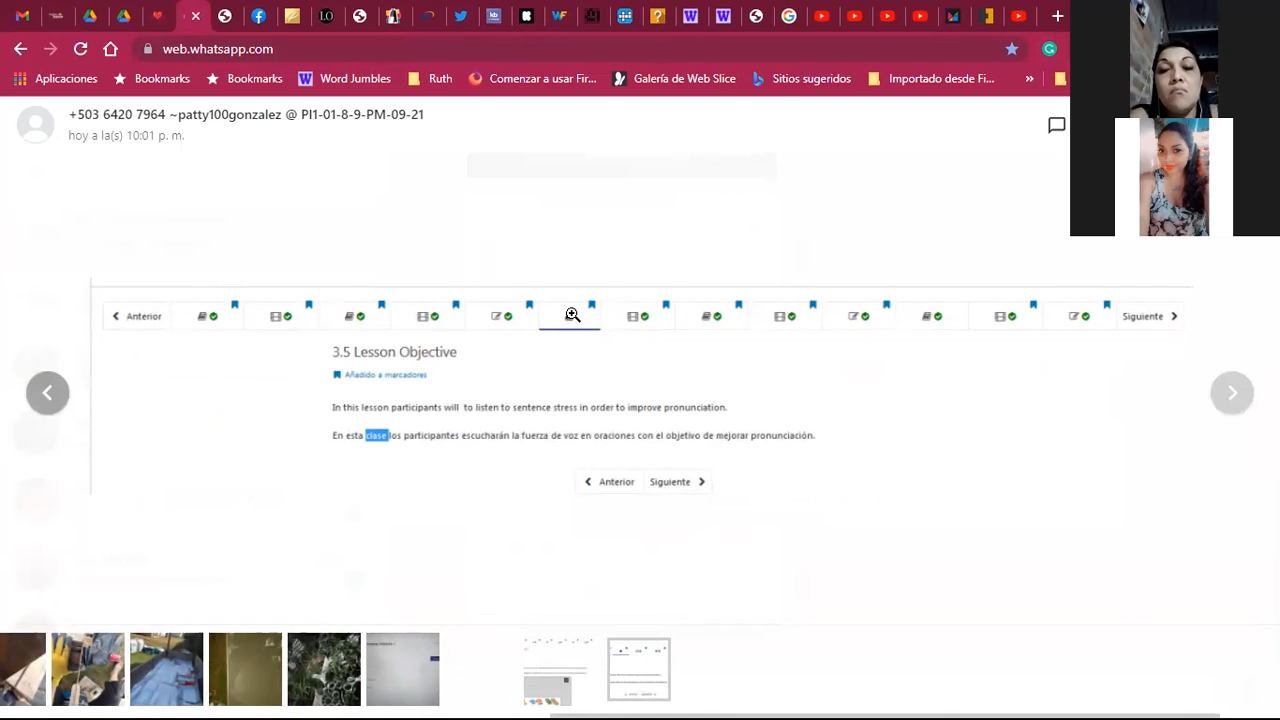 web.whatsapp.com
Aplicaciones
Bookmarks
Bookmarks
Word Jumbles
Ruth
Comenzar a usar Fir...
Galería de Web Slice
Sitios sugeridos
Importado desde Fi...
»
+503 6420 7964 ~patty100gonzalez @ PI1-01-8-9-PM-09-21
hoy a la(s) 10:01 p. m.
Anterior
Siguiente
3.5 Lesson Objective
Añadido a marcadores
In this lesson participants will to listen to sentence stress in order to improve pronunciation.
En esta clase los participantes escucharán la fuerza de voz en oraciones con el objetivo de mejorar pronunciación.
Anterior Siguiente